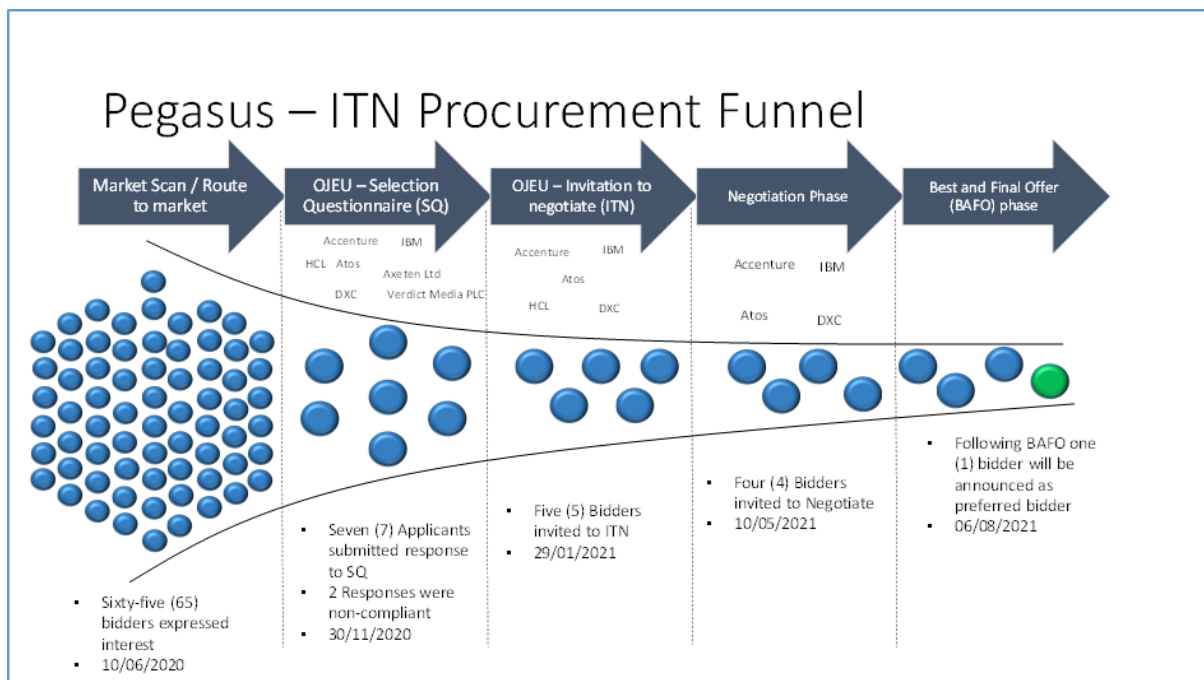 Pegasus – ITN Procurement Funnel
Market Scan / Route
to market
OJEU – Selection
Questionnaire (SQ)
OJEU – Invitation to
negotiate (ITN)
Negotiation Phase
Best and Final Offer
(BAFO) phase
Accenture IBM
HCL Atos
Axeten Ltd
DXC Verdict Media PLC
Accenture IBM
Atos
HCL DXC
Accenture IBM
Atos DXC
▪ Sixty-five (65)
bidders expressed
interest
▪ 10/06/2020
▪ Seven (7) Applicants
submitted response
to SQ
▪ 2 Responses were
non-compliant
▪ 30/11/2020
▪ Five (5) Bidders
invited to ITN
▪ 29/01/2021
▪ Four (4) Bidders
invited to Negotiate
▪ 10/05/2021
▪ Following BAFO one
(1) bidder will be
announced as
preferred bidder
▪ 06/08/2021